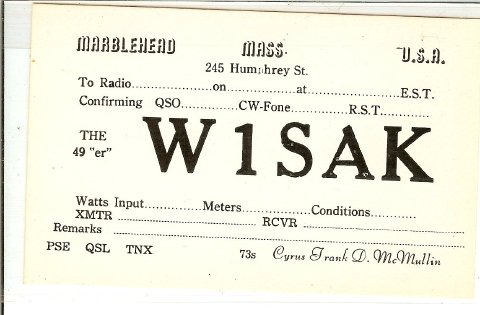 MARBLEHEAD MASS. U.S.A.
245 Humphrey St.
To Radio....................on....................at....................E.S.T.
Confirming QSO..............CW-Fone....................R.S.T............
THE
49 "er"
W1SAK
Watts Input..............Meters..............Conditions...........
XMTR .................... RCVR ....................
Remarks ....................
PSE QSL TNX 73s Cyrus Frank D. McMullin